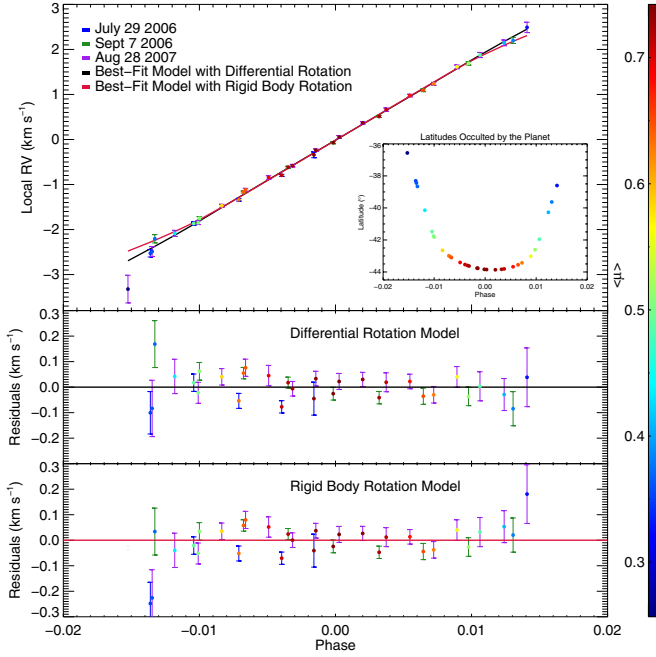 July 29 2006
Sept 7 2006
Aug 28 2007
Best-Fit Model with Differential Rotation
Best-Fit Model with Rigid Body Rotation
3
2
1
0
-1
-2
-3
Local RV (km s⁻¹)
Latitudes Occulted by the Planet
-36
-38
-40
-42
-44
Latitude (°)
-0.02 -0.01 0.00 0.01 0.02
Phase
Differential Rotation Model
0.3
0.2
0.1
0.0
-0.1
-0.2
Residuals (km s⁻¹)
Rigid Body Rotation Model
0.3
0.2
0.1
0.0
-0.1
-0.2
-0.3
Residuals (km s⁻¹)
-0.02 -0.01 0.00 0.01 0.02
Phase
0.7
0.6
0.5
0.4
0.3
<μ>